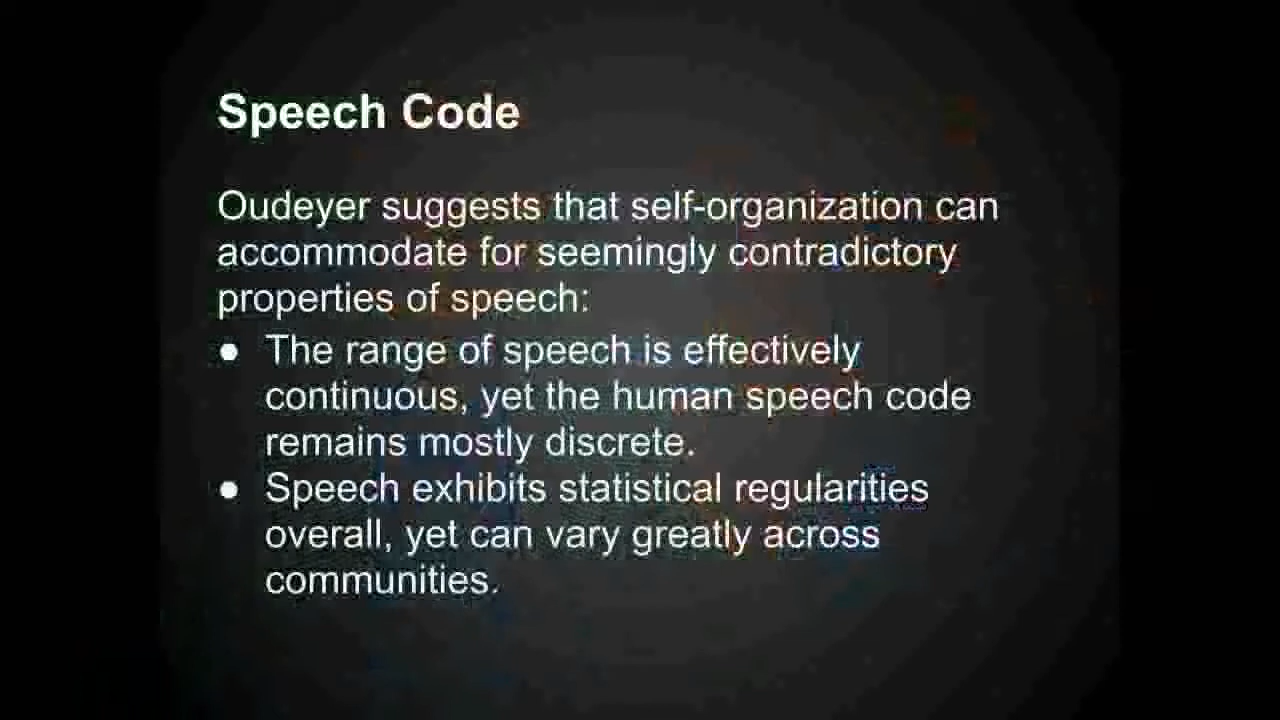 Speech Code
Oudeyer suggests that self-organization can
accommodate for seemingly contradictory
properties of speech:
● The range of speech is effectively
continuous, yet the human speech code
remains mostly discrete.
● Speech exhibits statistical regularities
overall, yet can vary greatly across
communities.